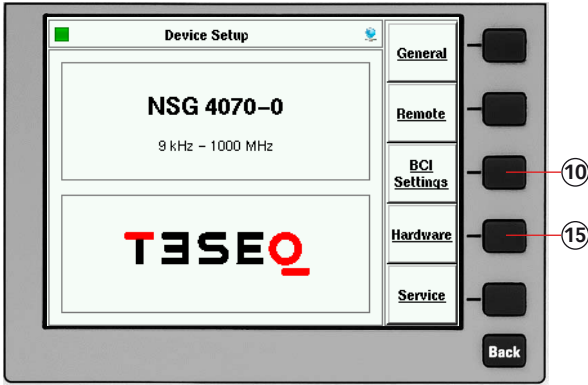 Device Setup
General
NSG 4070-0
9 kHz - 1000 MHz
Remote
BCI
Settings
10
TESEQ
Hardware
15
Service
Back